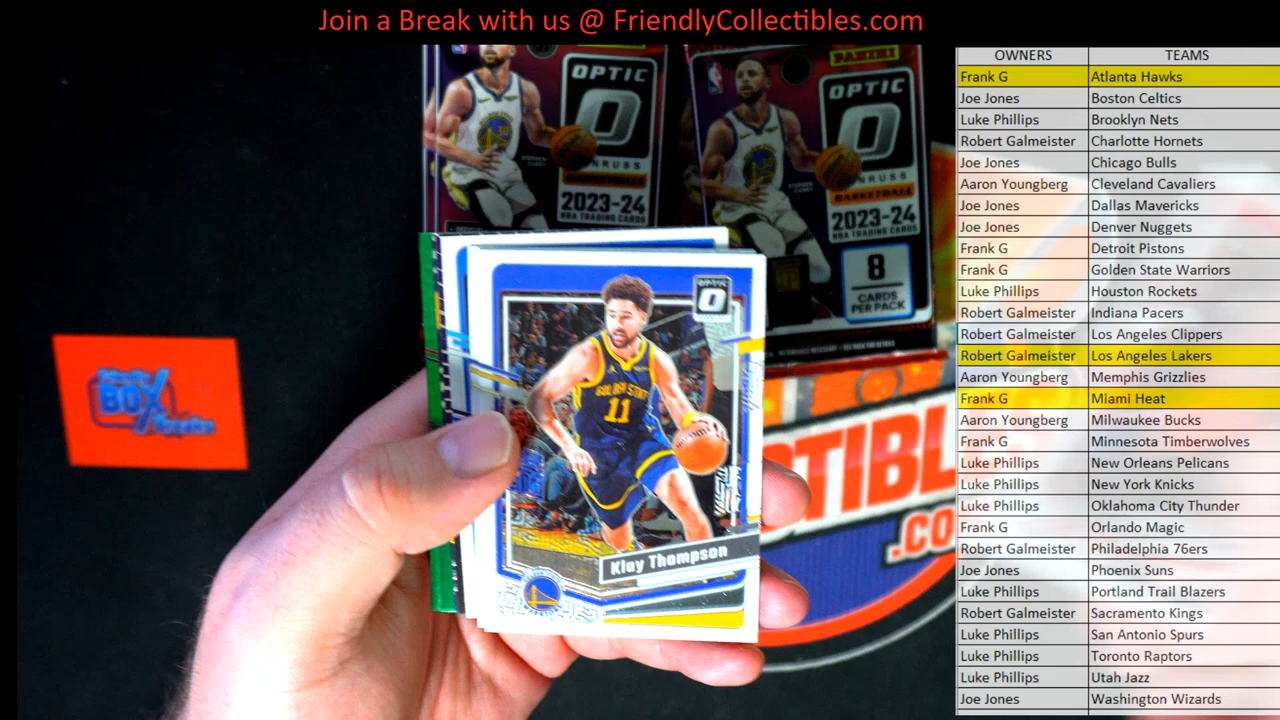 Join a Break with us @ FriendlyCollectibles.com
OPTIC
2023-24
NBA TRADING CARDS
PANINI
OPTIC
BASKETBALL
2023-24
NBA TRADING CARDS
8
CARDS
PER PACK
OPTIC
GOLDEN STATE
11
Klay Thompson
BOX
Breaks
TIBL
.CO
OWNERS TEAMS
Frank G Atlanta Hawks
Joe Jones Boston Celtics
Luke Phillips Brooklyn Nets
Robert Galmeister Charlotte Hornets
Joe Jones Chicago Bulls
Aaron Youngberg Cleveland Cavaliers
Joe Jones Dallas Mavericks
Joe Jones Denver Nuggets
Frank G Detroit Pistons
Frank G Golden State Warriors
Luke Phillips Houston Rockets
Robert Galmeister Indiana Pacers
Robert Galmeister Los Angeles Clippers
Robert Galmeister Los Angeles Lakers
Aaron Youngberg Memphis Grizzlies
Frank G Miami Heat
Aaron Youngberg Milwaukee Bucks
Frank G Minnesota Timberwolves
Luke Phillips New Orleans Pelicans
Luke Phillips New York Knicks
Luke Phillips Oklahoma City Thunder
Frank G Orlando Magic
Robert Galmeister Philadelphia 76ers
Joe Jones Phoenix Suns
Luke Phillips Portland Trail Blazers
Robert Galmeister Sacramento Kings
Luke Phillips San Antonio Spurs
Luke Phillips Toronto Raptors
Luke Phillips Utah Jazz
Joe Jones Washington Wizards